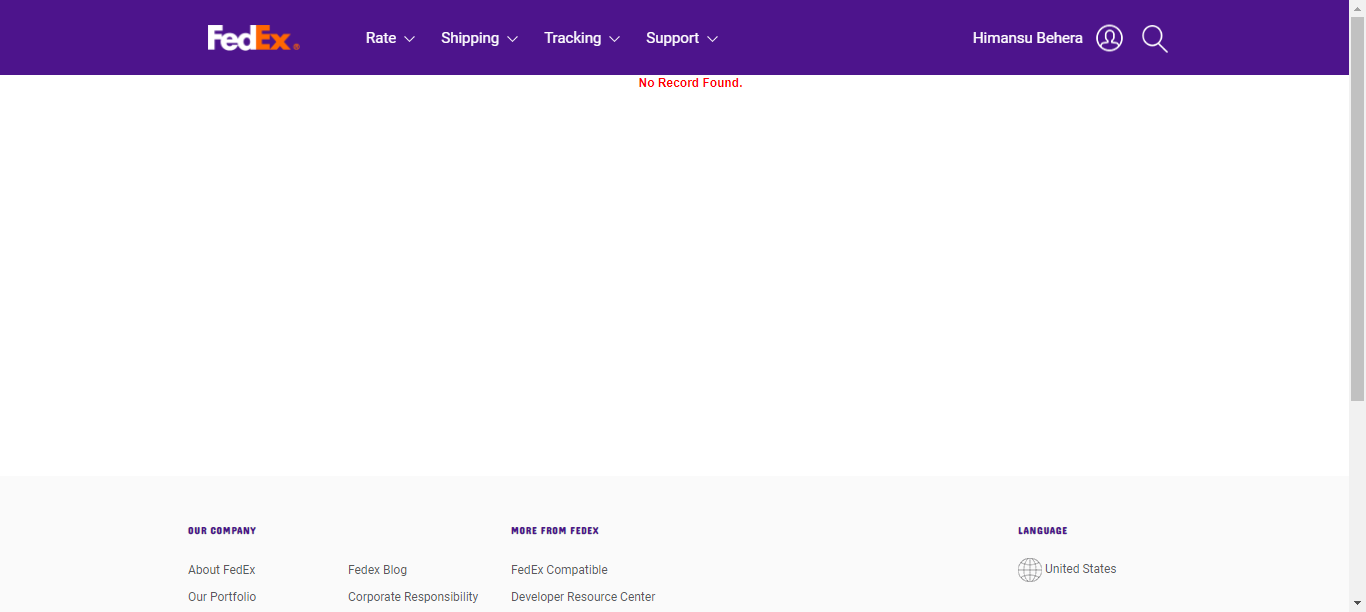 FedEx® Rate Shipping Tracking Support Himansu Behera
No Record Found.
OUR COMPANY MORE FROM FEDEX LANGUAGE
About FedEx Fedex Blog FedEx Compatible United States
Our Portfolio Corporate Responsibility Developer Resource Center